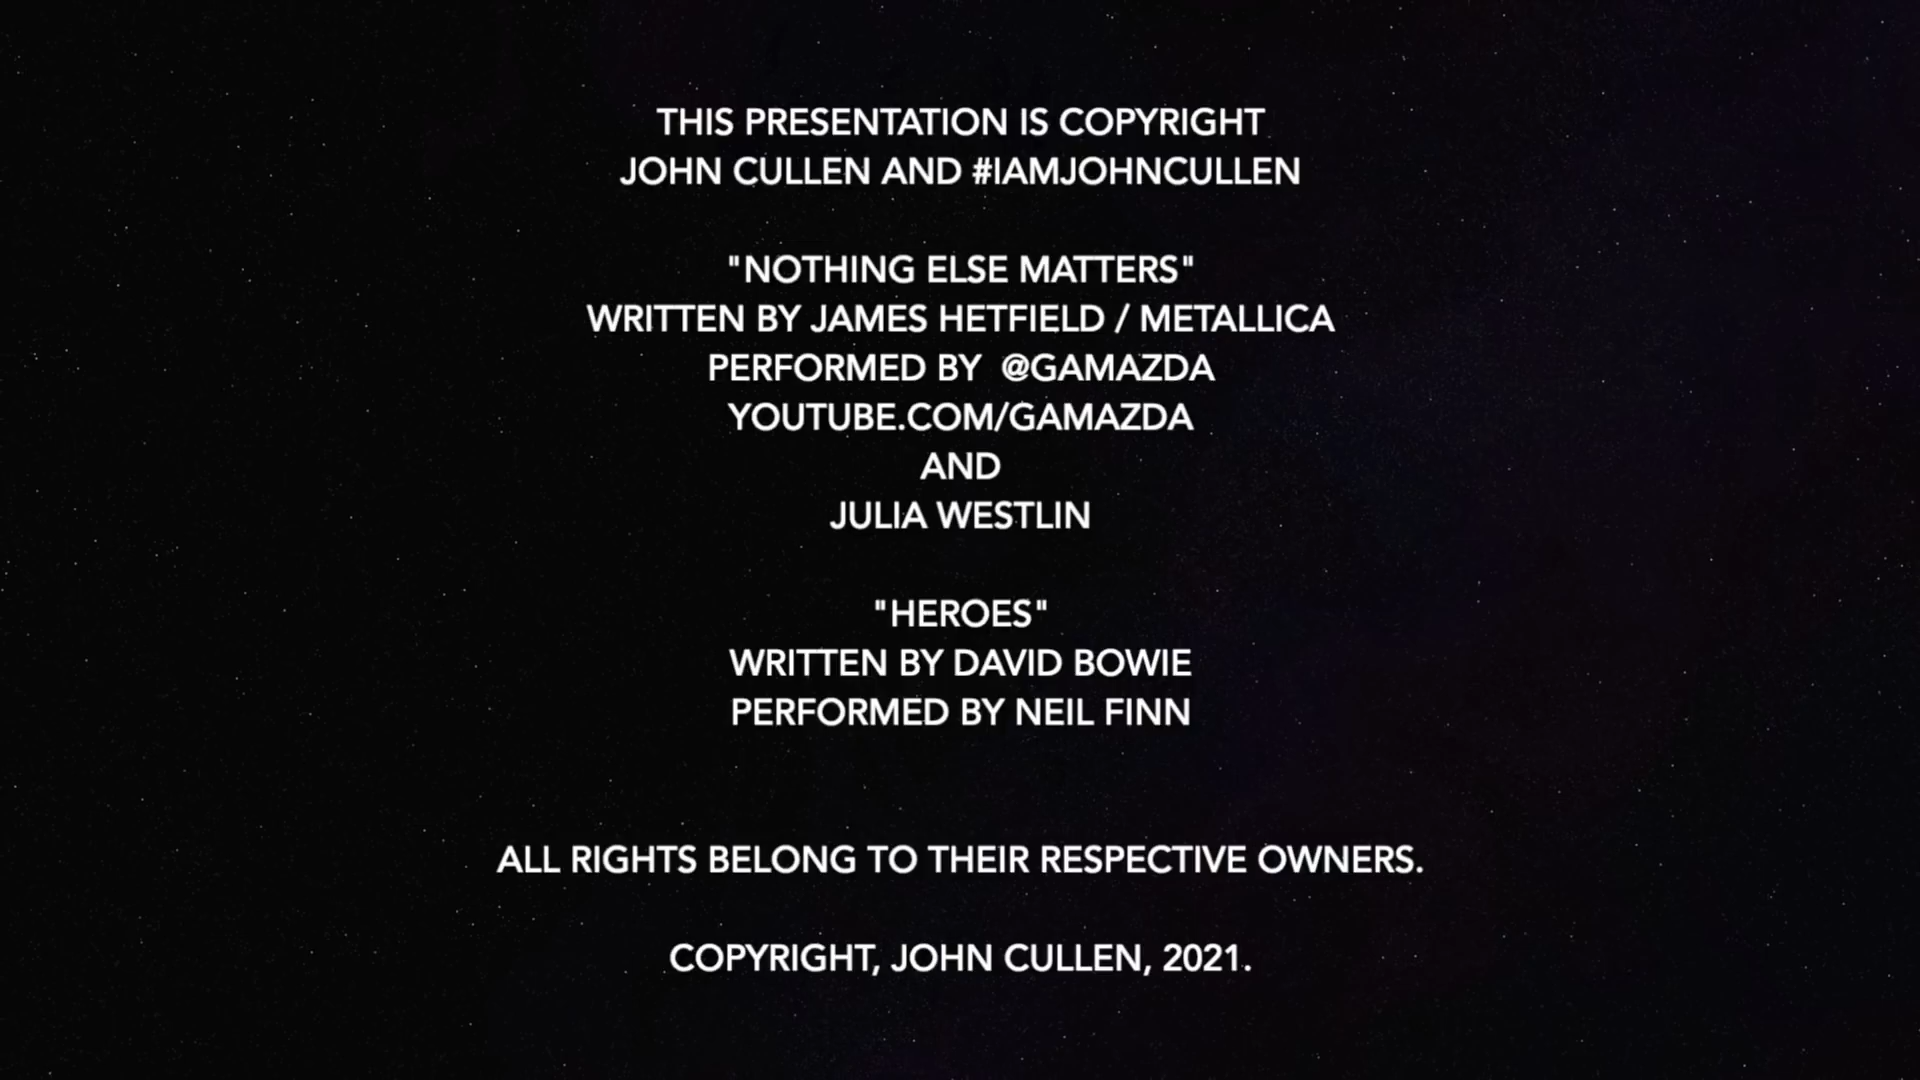 THIS PRESENTATION IS COPYRIGHT
JOHN CULLEN AND #IAMJOHNCULLEN
"NOTHING ELSE MATTERS"
WRITTEN BY JAMES HETFIELD / METALLICA
PERFORMED BY  @GAMAZDA
YOUTUBE.COM/GAMAZDA
AND
JULIA WESTLIN
"HEROES"
WRITTEN BY DAVID BOWIE
PERFORMED BY NEIL FINN
ALL RIGHTS BELONG TO THEIR RESPECTIVE OWNERS.
COPYRIGHT, JOHN CULLEN, 2021.